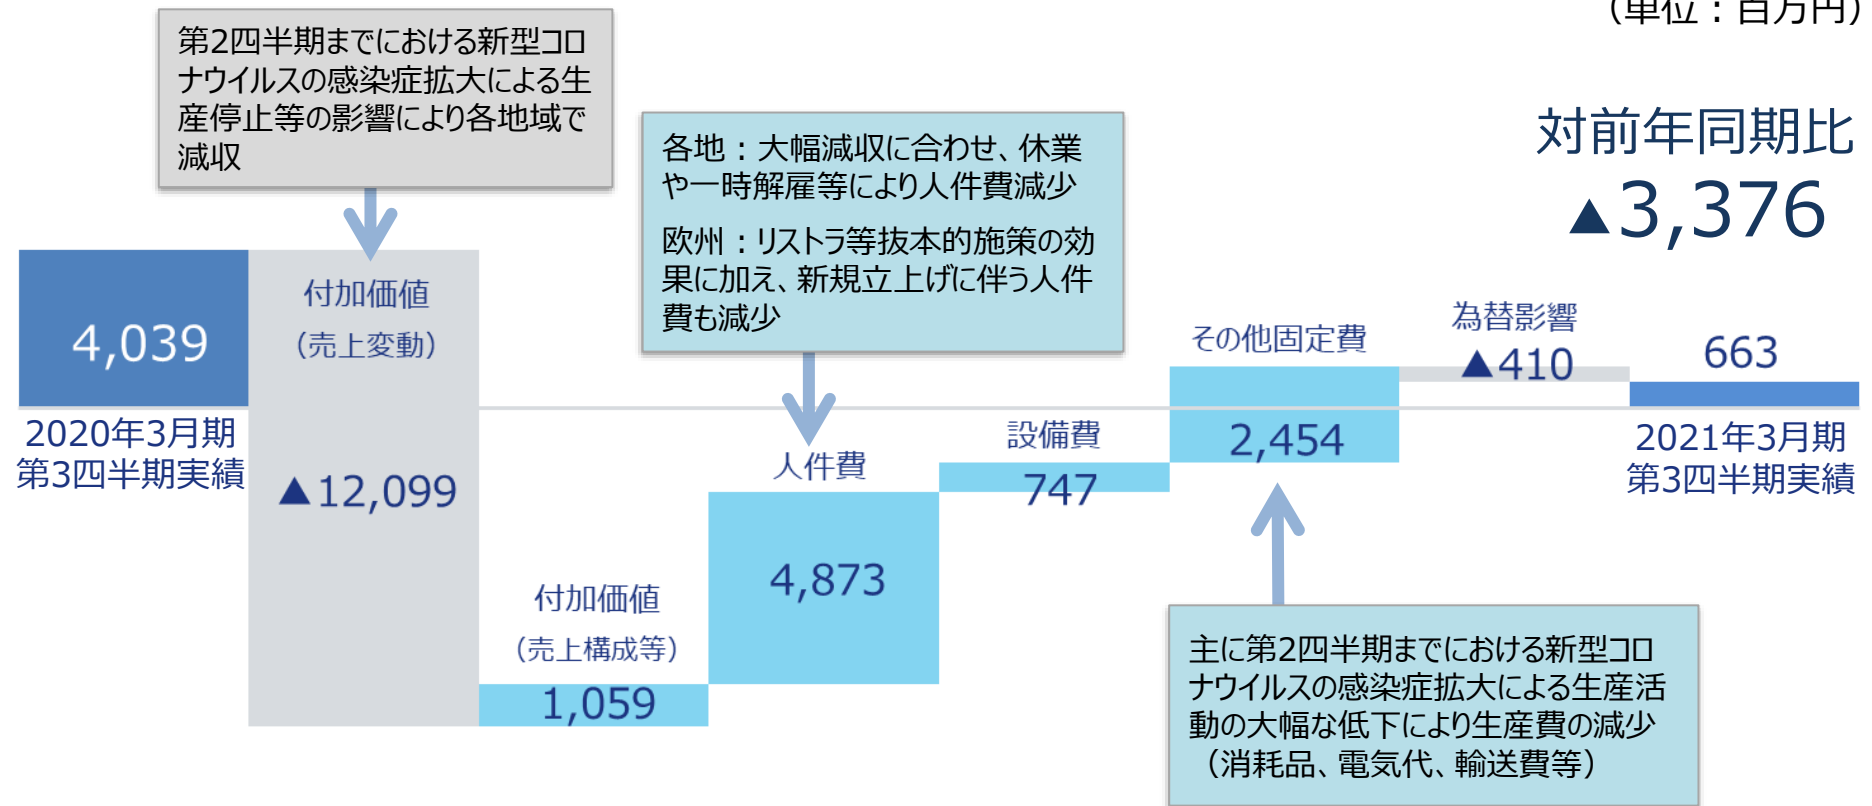 （単位：百万円）
第2四半期までにおける新型コロ
ナウイルスの感染症拡大による生
産停止等の影響により各地域で
減収
各地：大幅減収に合わせ、休業
や一時解雇等により人件費減少
欧州：リストラ等抜本的施策の効
果に加え、新規立上げに伴う人件
費も減少
対前年同期比
▲3,376
4,039
2020年3月期
第3四半期実績
付加価値
（売上変動）
▲12,099
付加価値
（売上構成等）
1,059
人件費
4,873
設備費
747
その他固定費
2,454
為替影響
▲410
663
2021年3月期
第3四半期実績
主に第2四半期までにおける新型コロ
ナウイルスの感染症拡大による生産活
動の大幅な低下により生産費の減少
（消耗品、電気代、輸送費等）